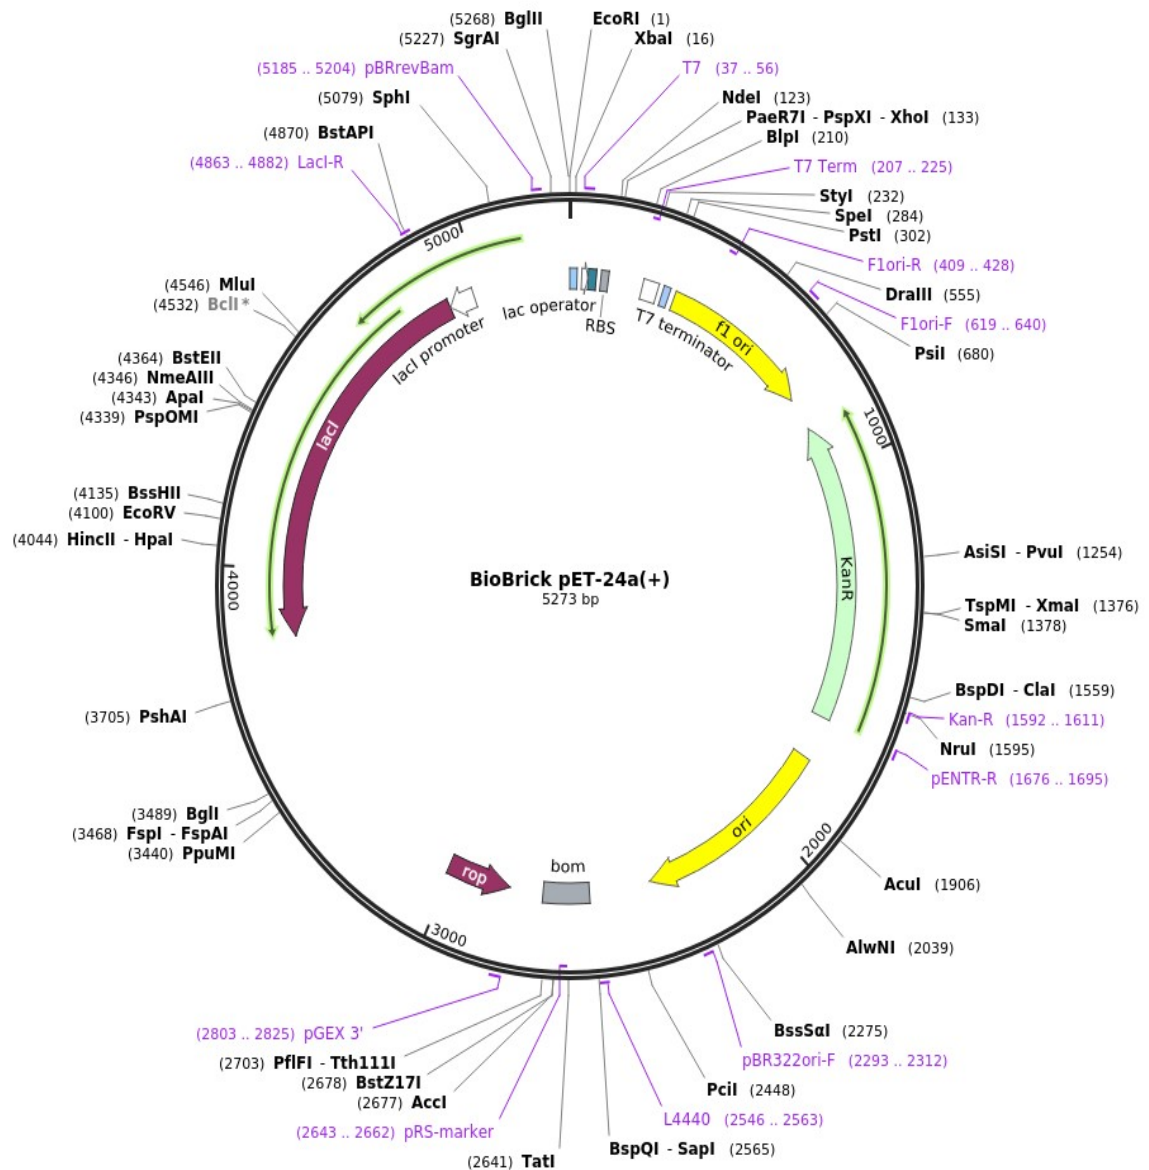 (5268) BglII
EcoRI (1)
(5227) SgrAI
XbaI (16)
(5185 .. 5204) pBRrevBam
T7 (37 .. 56)
(5079) SphI
NdeI (123)
PaeR7I - PspXI - XhoI (133)
(4870) BstAPI
BlpI (210)
(4863 .. 4882) LacI-R
T7 Term (207 .. 225)
StyI (232)
SpeI (284)
PstI (302)
5000
F1ori-R (409 .. 428)
(4546) MluI
DraIII (555)
(4532) BclI *
lac operator
RBS
T7 terminator
f1 ori
F1ori-F (619 .. 640)
lacI promoter
PsiI (680)
(4364) BstEII
(4346) NmeAIII
(4343) ApaI
(4339) PspOMI
lacI
1000
(4135) BssHII
(4100) EcoRV
(4044) HincII - HpaI
AsiSI - PvuI (1254)
4000
BioBrick pET-24a(+)
5273 bp
KanR
TspMI - XmaI (1376)
SmaI (1378)
BspDI - ClaI (1559)
(3705) PshAI
Kan-R (1592 .. 1611)
NruI (1595)
pENTR-R (1676 .. 1695)
(3489) BglI
(3468) FspI - FspAI
(3440) PpuMI
ori
2000
rop
bom
AcuI (1906)
3000
AlwNI (2039)
(2803 .. 2825) pGEX 3'
BssSαI (2275)
(2703) PflFI - Tth111I
pBR322ori-F (2293 .. 2312)
(2678) BstZ17I
PciI (2448)
(2677) AccI
L4440 (2546 .. 2563)
(2643 .. 2662) pRS-marker
BspQI - SapI (2565)
(2641) TatI